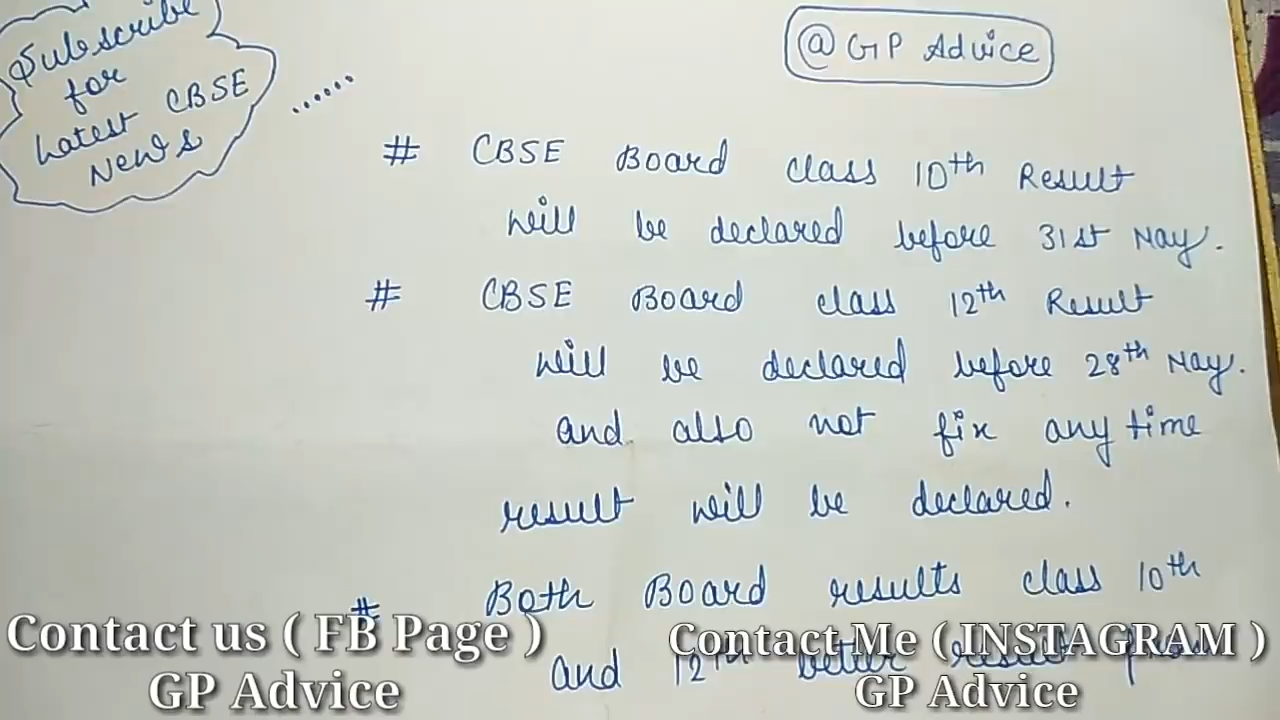 Subscribe
for
Latest CBSE
News
......
@ GP Advice
# CBSE Board class 10th Result
will be declared before 31st May.
# CBSE Board class 12th Result
will be declared before 28th May.
and also not fix any time
result will be declared.
# Both Board results class 10th
and 12th better result from
Contact us ( FB Page )
GP Advice
Contact Me ( INSTAGRAM )
GP Advice